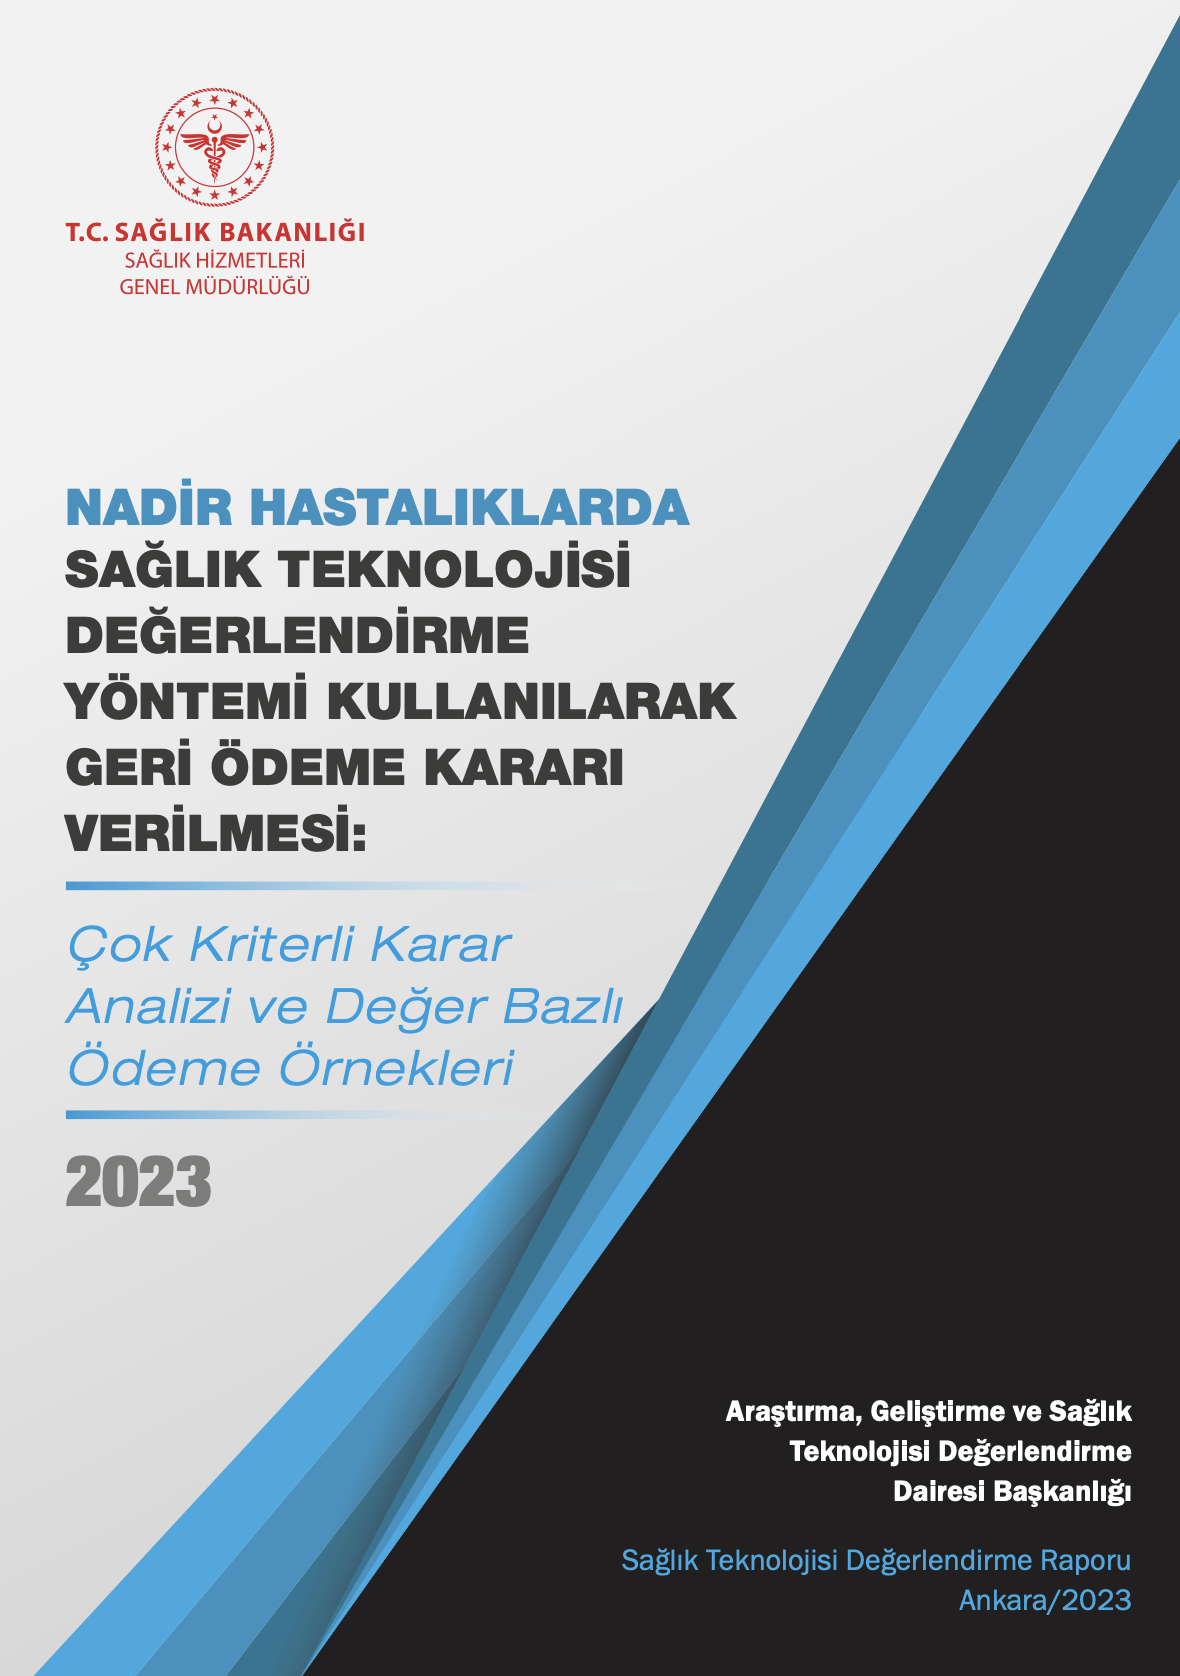 T.C. SAĞLIK BAKANLIĞI
SAĞLIK HİZMETLERİ
GENEL MÜDÜRLÜĞÜ
NADİR HASTALIKLARDA
SAĞLIK TEKNOLOJİSİ
DEĞERLENDİRME
YÖNTEMİ KULLANILARAK
GERİ ÖDEME KARARI
VERİLMESİ:
Çok Kriterli Karar
Analizi ve Değer Bazlı
Ödeme Örnekleri
2023
Araştırma, Geliştirme ve Sağlık
Teknolojisi Değerlendirme
Dairesi Başkanlığı
Sağlık Teknolojisi Değerlendirme Raporu
Ankara/2023